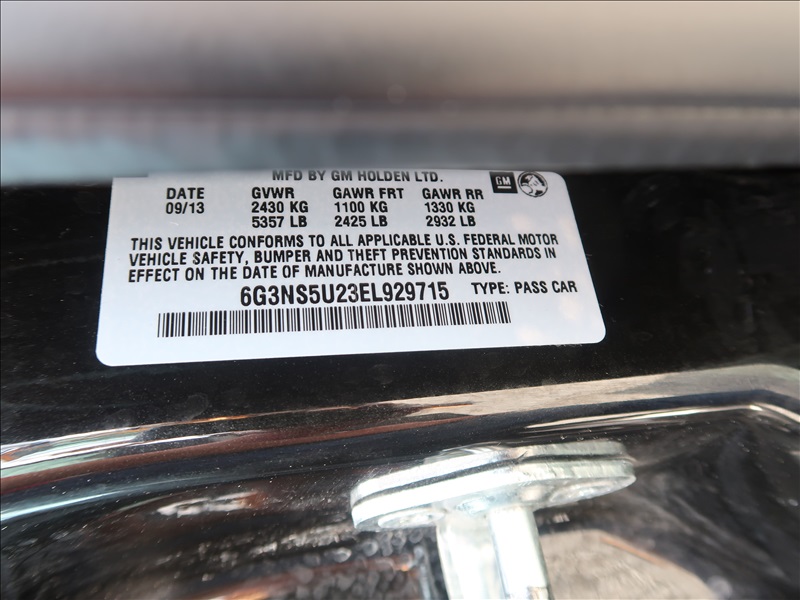 MFD BY GM HOLDEN LTD.
DATE GVWR GAWR FRT GAWR RR GM
09/13 2430 KG 1100 KG 1330 KG
5357 LB 2425 LB 2932 LB
THIS VEHICLE CONFORMS TO ALL APPLICABLE U.S. FEDERAL MOTOR
VEHICLE SAFETY, BUMPER AND THEFT PREVENTION STANDARDS IN
EFFECT ON THE DATE OF MANUFACTURE SHOWN ABOVE.
6G3NS5U23EL929715 TYPE: PASS CAR